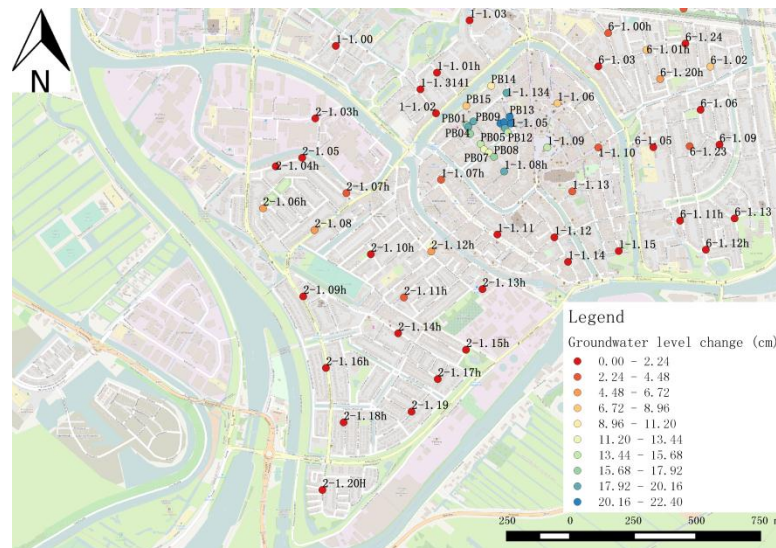 1-1.03
6-1.00h
1-1.00
6-1.24
6-1.01h
6-1.03
6-1.02
1-1.01h
6-1.20h
PB14
1-1.3141
1-1.134
PB15
1-1.06
6-1.06
1-1.02
2-1.03h
PB13
PB01
PB09
1-1.05
PB04
PB05
PB12
1-1.09
1-1.10
6-1.05
6-1.23
6-1.09
2-1.05
PB08
PB07
2-1.04h
1-1.08h
1-1.07h
2-1.07h
1-1.13
2-1.06h
6-1.13
6-1.11h
2-1.08
1-1.11
1-1.12
2-1.10h
2-1.12h
1-1.15
6-1.12h
1-1.14
2-1.09h
2-1.11h
2-1.13h
N
Legend
Groundwater level change (cm)
0.00 - 2.24
2.24 - 4.48
4.48 - 6.72
6.72 - 8.96
8.96 - 11.20
11.20 - 13.44
13.44 - 15.68
15.68 - 17.92
17.92 - 20.16
20.16 - 22.40
2-1.14h
2-1.15h
2-1.16h
2-1.17h
2-1.19
2-1.18h
2-1.20H
250 0 250 500 750 m